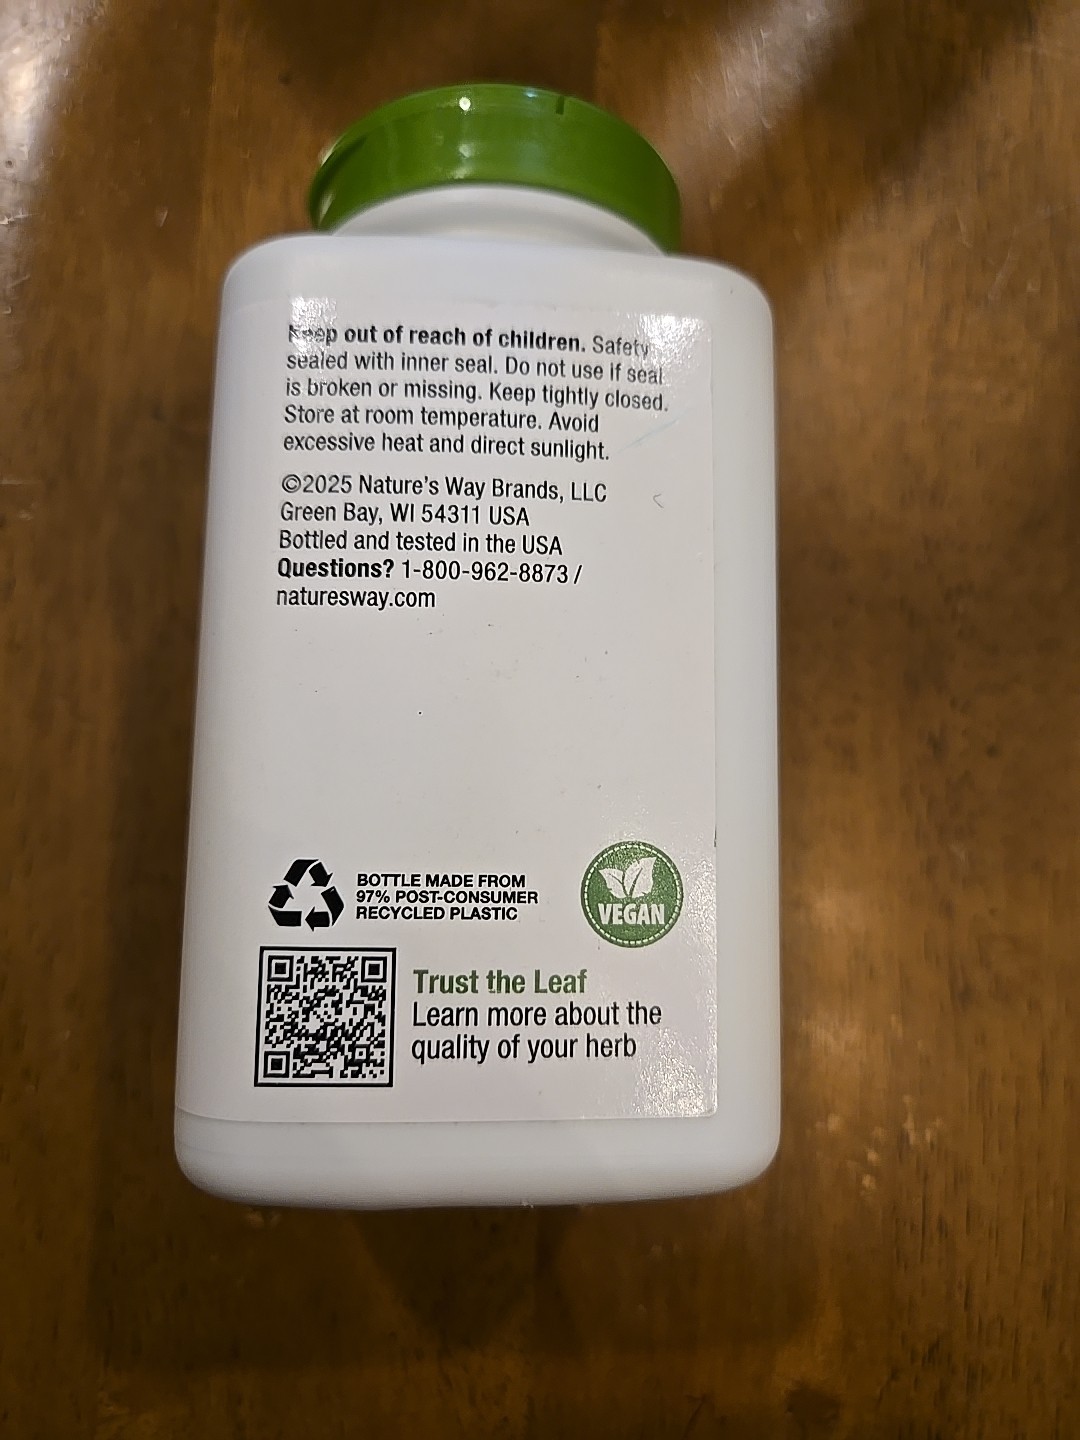 Keep out of reach of children. Safety
sealed with inner seal. Do not use if seal
is broken or missing. Keep tightly closed.
Store at room temperature. Avoid
excessive heat and direct sunlight.
©2025 Nature's Way Brands, LLC
Green Bay, WI 54311 USA
Bottled and tested in the USA
Questions? 1-800-962-8873 /
naturesway.com
BOTTLE MADE FROM
97% POST-CONSUMER
RECYCLED PLASTIC
VEGAN
Trust the Leaf
Learn more about the
quality of your herb